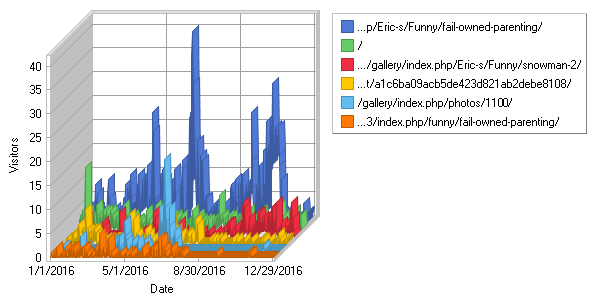 ...p/Eric-s/Funny/fail-owned-parenting/
/
.../gallery/index.php/Eric-s/Funny/snowman-2/
...t/a1c6ba09acb5de423d821ab2debe8108/
/gallery/index.php/photos/1100/
...3/index.php/funny/fail-owned-parenting/
Visitors
40
35
30
25
20
15
10
5
0
1/1/2016
5/1/2016
8/30/2016
12/29/2016
Date